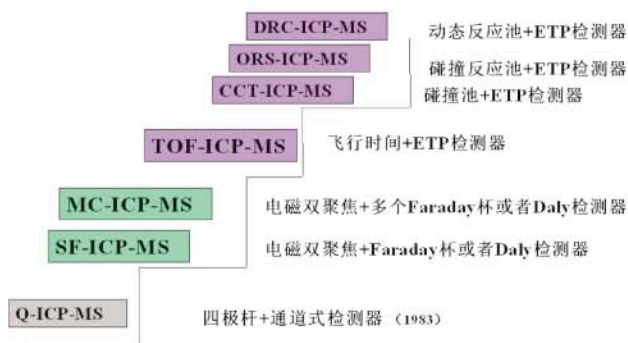 DRC-ICP-MS 动态反应池+ETP检测器
ORS-ICP-MS 碰撞反应池+ETP检测器
CCT-ICP-MS 碰撞池+ETP检测器
TOF-ICP-MS 飞行时间+ETP检测器
MC-ICP-MS 电磁双聚焦+多个Faraday杯或者Daly检测器
SF-ICP-MS 电磁双聚焦+Faraday杯或者Daly检测器
Q-ICP-MS 四极杆+通道式检测器（1983）